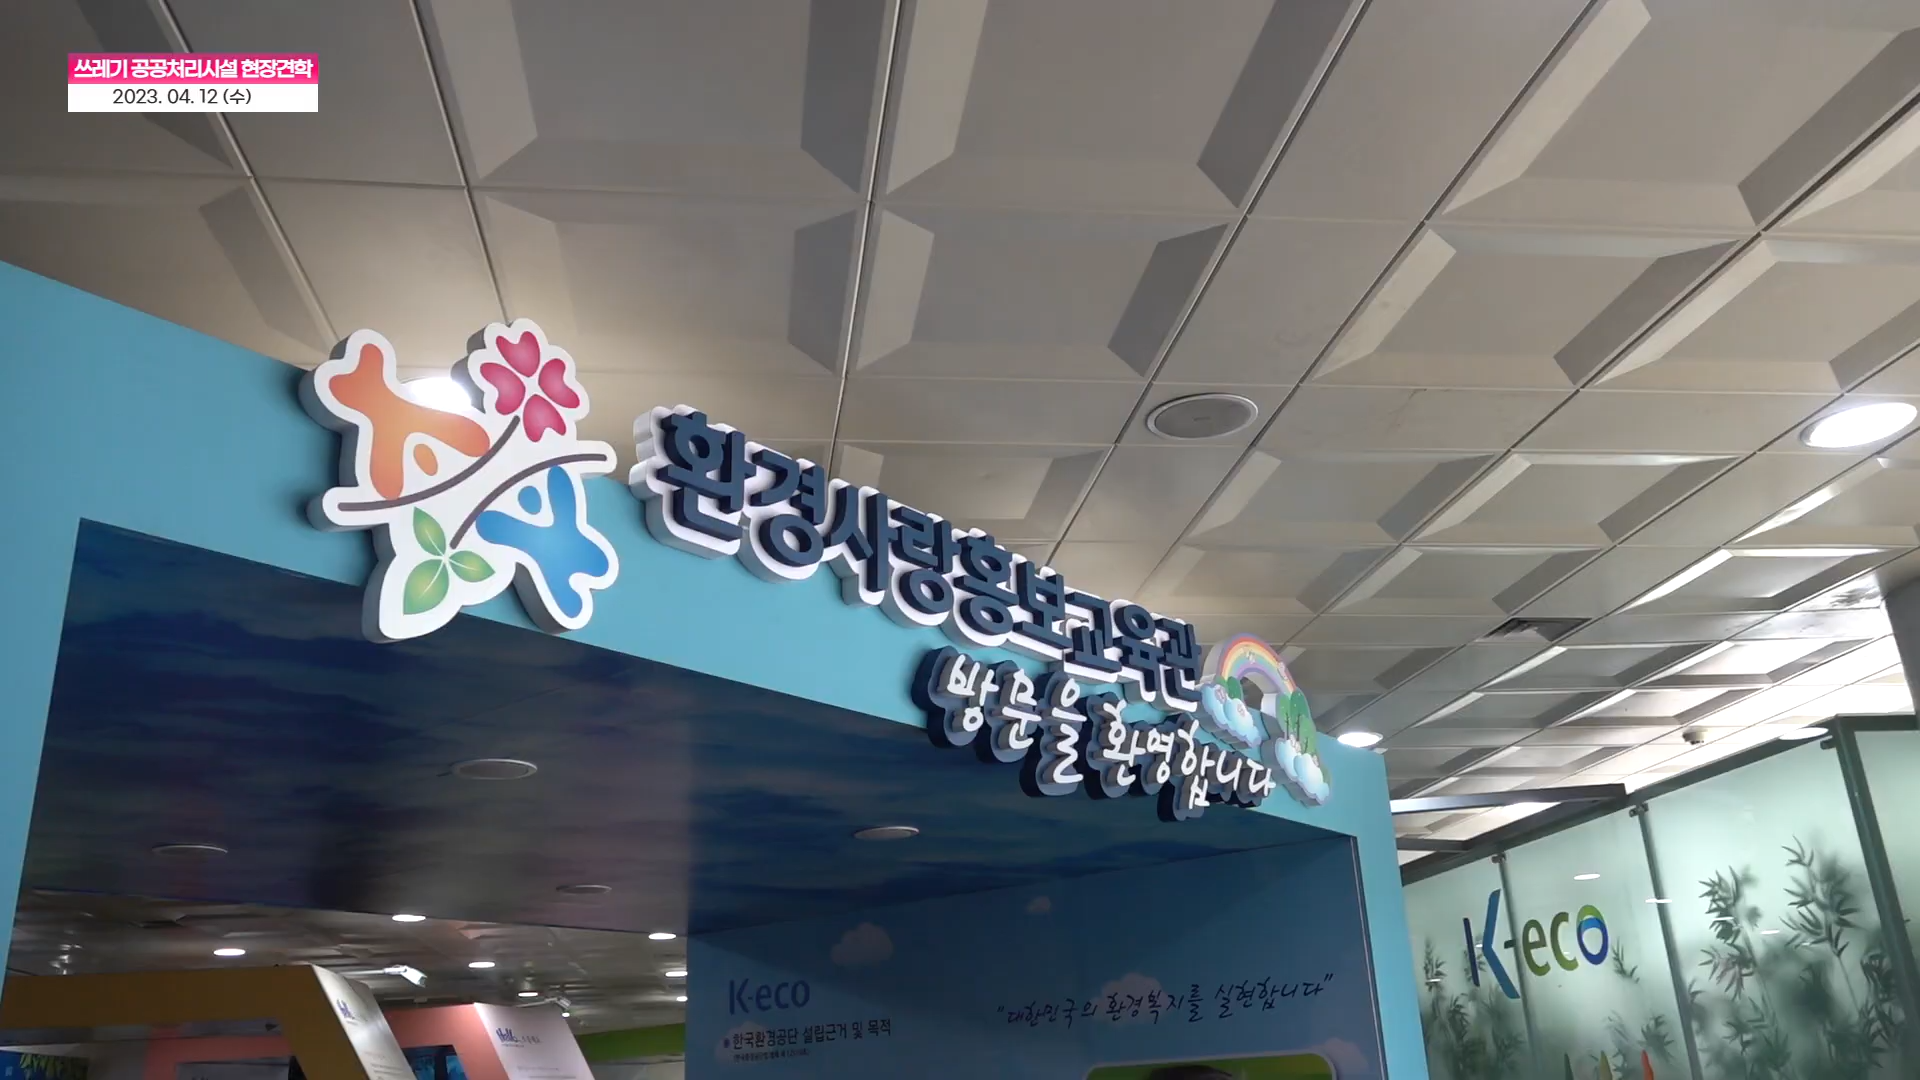 쓰레기 공공처리시설 현장견학
2023. 04. 12 (수)
환경사랑홍보교육관
방문을 환영합니다
K-eco
K-eco
한국환경공단 설립근거 및 목적
“대한민국의 환경복지를 실현합니다”